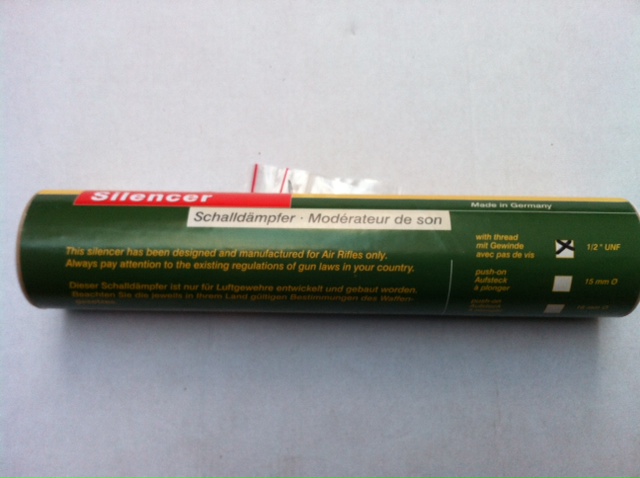 Silencer
Made in Germany
Schalldämpfer · Modérateur de son
This silencer has been designed and manufactured for Air Rifles only.
Always pay attention to the existing regulations of gun laws in your country.
Dieser Schalldämpfer ist nur für Luftgewehre entwickelt und gebaut worden.
Beachten Sie die jeweils in Ihrem Land gültigen Bestimmungen des Waffen-
with thread
mit Gewinde
avec pas de vis
1/2" UNF
push-on
Aufsteck
à plonger
15 mm Ø
push-on